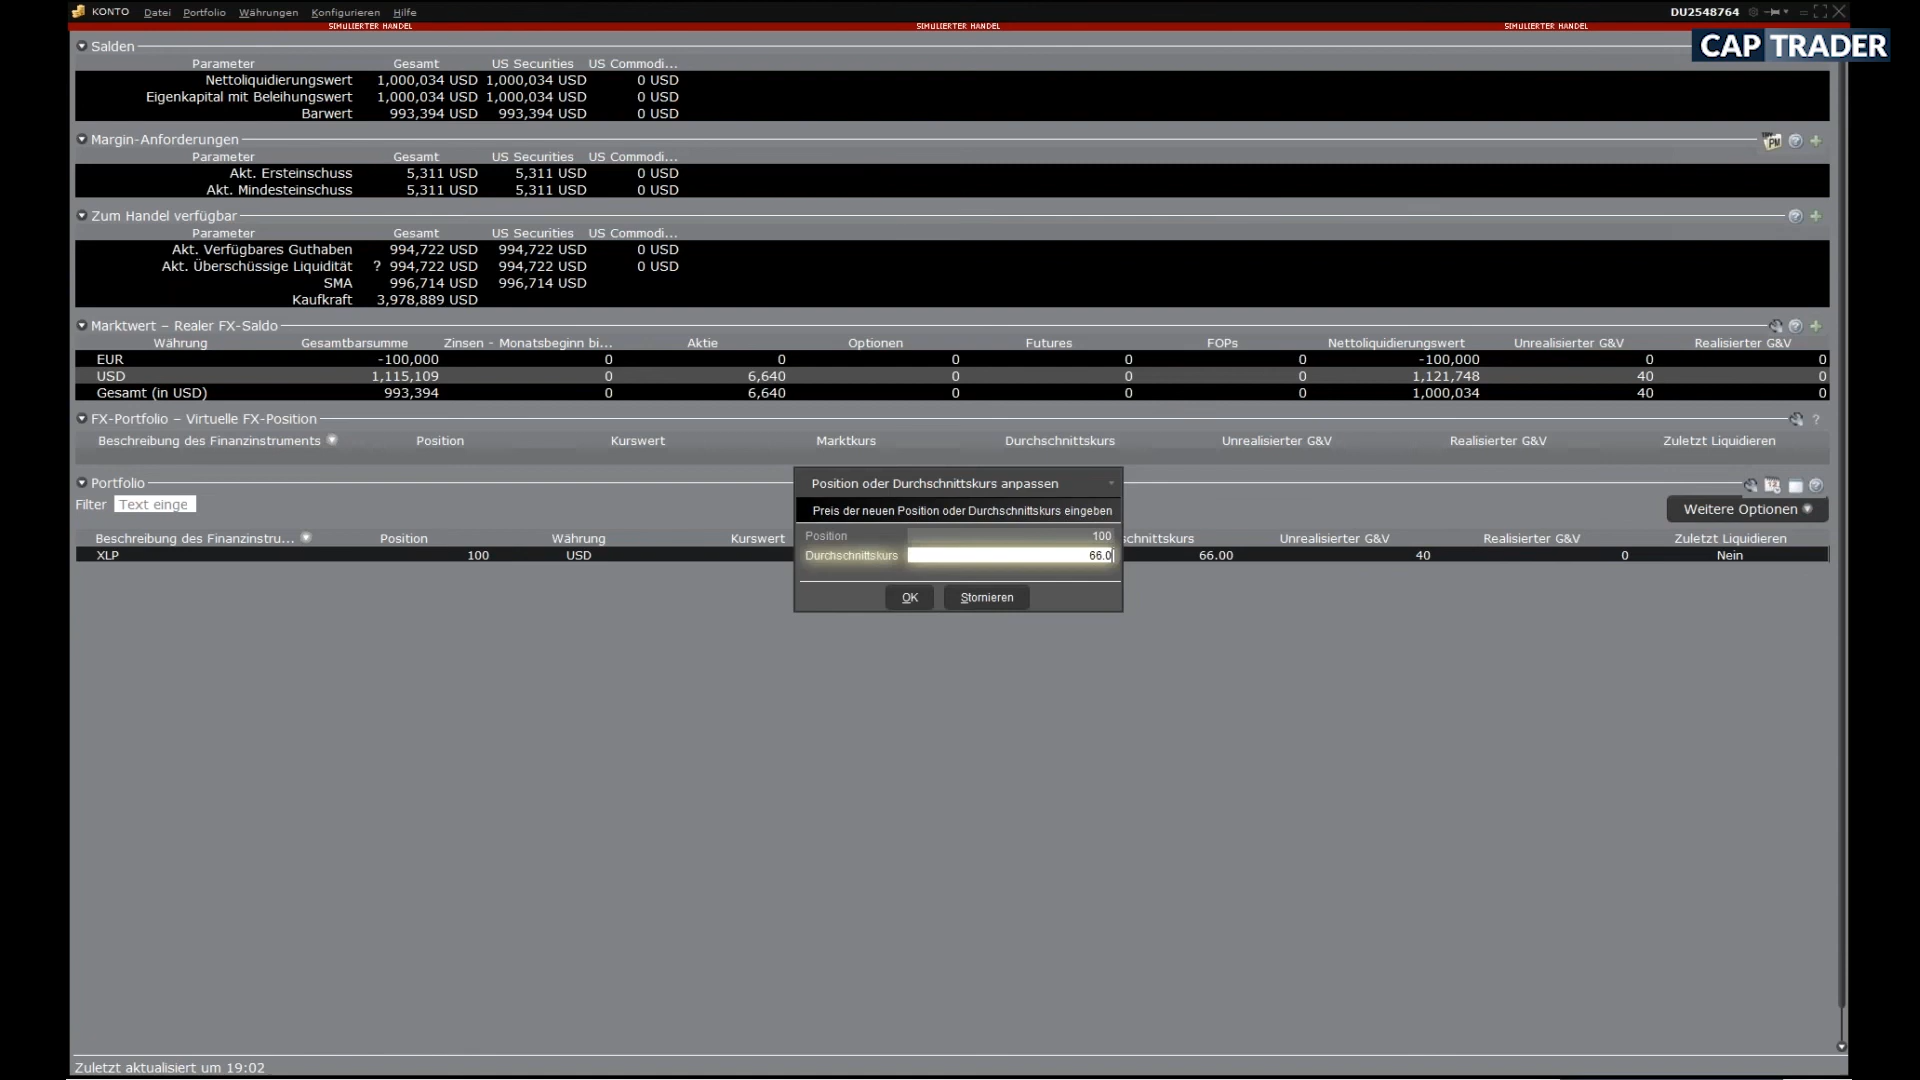 KONTO Datei Portfolio Währungen Konfigurieren Hilfe DU2548764
SIMULIERTER HANDEL SIMULIERTER HANDEL SIMULIERTER HANDEL
CAP TRADER
Salden
Parameter Gesamt US Securities US Commodi...
Nettoliquidierungswert 1,000,034 USD 1,000,034 USD 0 USD
Eigenkapital mit Beleihungswert 1,000,034 USD 1,000,034 USD 0 USD
Barwert 993,394 USD 993,394 USD 0 USD
Margin-Anforderungen
Parameter Gesamt US Securities US Commodi...
Akt. Ersteinschuss 5,311 USD 5,311 USD 0 USD
Akt. Mindesteinschuss 5,311 USD 5,311 USD 0 USD
Zum Handel verfügbar
Parameter Gesamt US Securities US Commodi...
Akt. Verfügbares Guthaben 994,722 USD 994,722 USD 0 USD
Akt. Überschüssige Liquidität ? 994,722 USD 994,722 USD 0 USD
SMA 996,714 USD 996,714 USD
Kaufkraft 3,978,889 USD
Marktwert – Realer FX-Saldo
Währung Gesamtbarsumme Zinsen - Monatsbeginn bi... Aktie Optionen Futures FOPs Nettoliquidierungswert Unrealisierter G&V Realisierter G&V
EUR -100,000 0 0 0 0 0 -100,000 0 0
USD 1,115,109 0 6,640 0 0 0 1,121,748 40 0
Gesamt (in USD) 993,394 0 6,640 0 0 0 1,000,034 40 0
FX-Portfolio – Virtuelle FX-Position
Beschreibung des Finanzinstruments Position Kurswert Marktkurs Durchschnittskurs Unrealisierter G&V Realisierter G&V Zuletzt Liquidieren
Portfolio
Filter Text einge
Weitere Optionen
Beschreibung des Finanzinstru... Position Währung Kurswert schnittskurs Unrealisierter G&V Realisierter G&V Zuletzt Liquidieren
XLP 100 USD 66.00 40 0 Nein
Position oder Durchschnittskurs anpassen
Preis der neuen Position oder Durchschnittskurs eingeben
Position 100
Durchschnittskurs 66.0
OK Stornieren
Zuletzt aktualisiert um 19:02